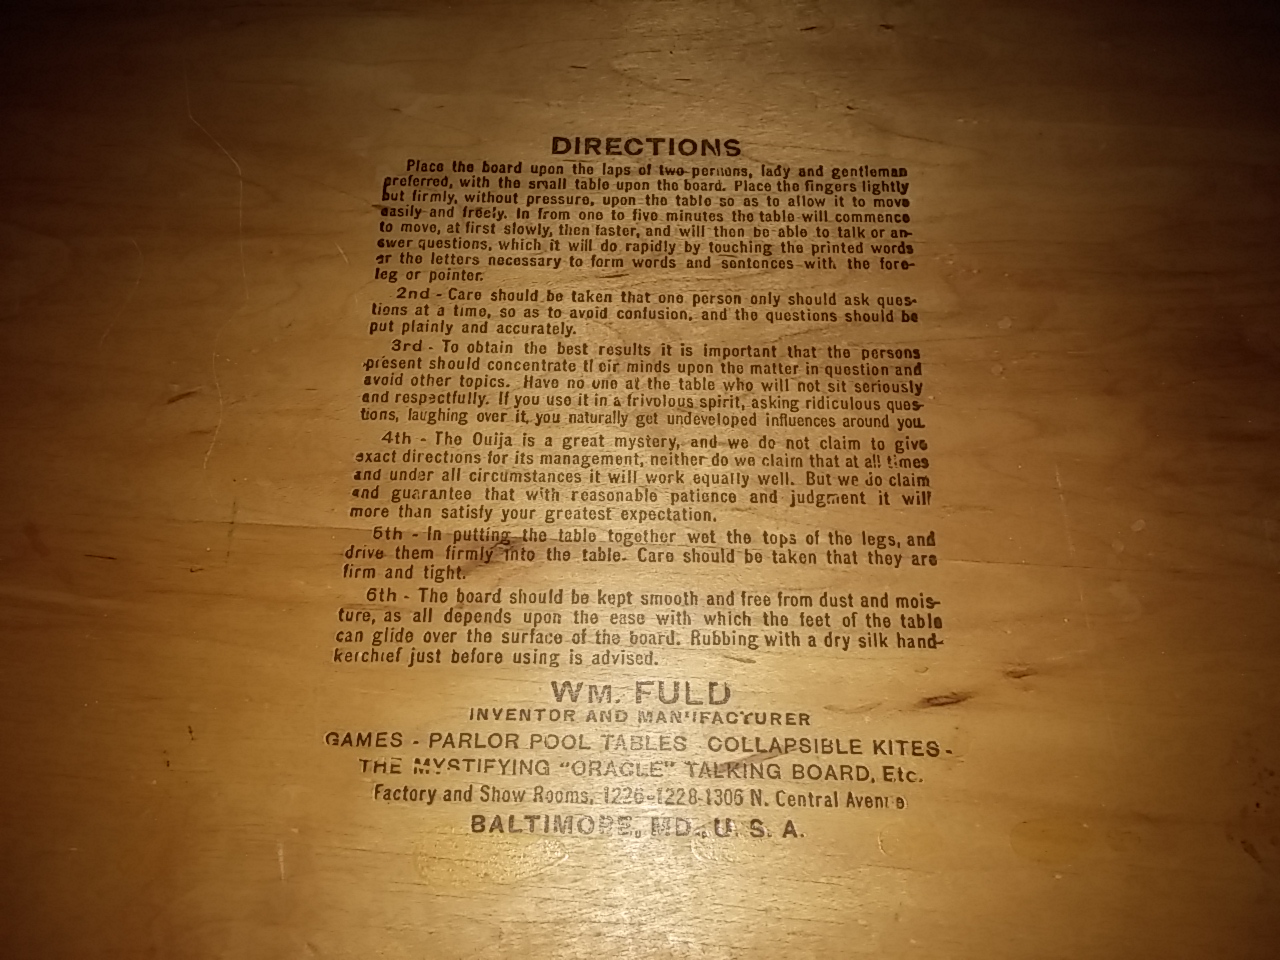 DIRECTIONS
Place the board upon the laps of two persons, lady and gentleman
preferred, with the small table upon the board. Place the fingers lightly
but firmly, without pressure, upon the table so as to allow it to move
easily and freely. In from one to five minutes the table will commence
to move, at first slowly, then faster, and will then be able to talk or an-
swer questions, which it will do rapidly by touching the printed words
or the letters necessary to form words and sentences with the fore-
leg or pointer.
2nd - Care should be taken that one person only should ask ques-
tions at a time, so as to avoid confusion, and the questions should be
put plainly and accurately.
3rd - To obtain the best results it is important that the persons
present should concentrate their minds upon the matter in question and
avoid other topics. Have no one at the table who will not sit seriously
and respectfully. If you use it in a frivolous spirit, asking ridiculous ques-
tions, laughing over it, you naturally get undeveloped influences around you.
4th - The Ouija is a great mystery, and we do not claim to give
exact directions for its management, neither do we claim that at all times
and under all circumstances it will work equally well. But we do claim
and guarantee that with reasonable patience and judgment it will
more than satisfy your greatest expectation.
5th - In putting the table together wet the tops of the legs, and
drive them firmly into the table. Care should be taken that they are
firm and tight.
6th - The board should be kept smooth and free from dust and mois-
ture, as all depends upon the ease with which the feet of the table
can glide over the surface of the board. Rubbing with a dry silk hand-
kerchief just before using is advised.
WM. FULD
INVENTOR AND MANUFACTURER
GAMES - PARLOR POOL TABLES COLLAPSIBLE KITES -
THE MYSTIFYING "ORACLE" TALKING BOARD, Etc.
Factory and Show Rooms, 1226-1228-1306 N. Central Avenue
BALTIMORE, MD., U. S. A.